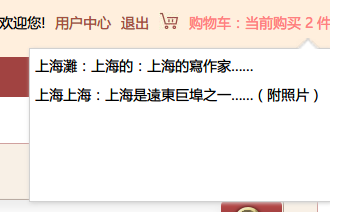 欢迎您! 用户中心 退出 购物车：当前购买 2 件
上海灘：上海的：上海的寫作家......
上海上海：上海是遠東巨埠之一......（附照片）